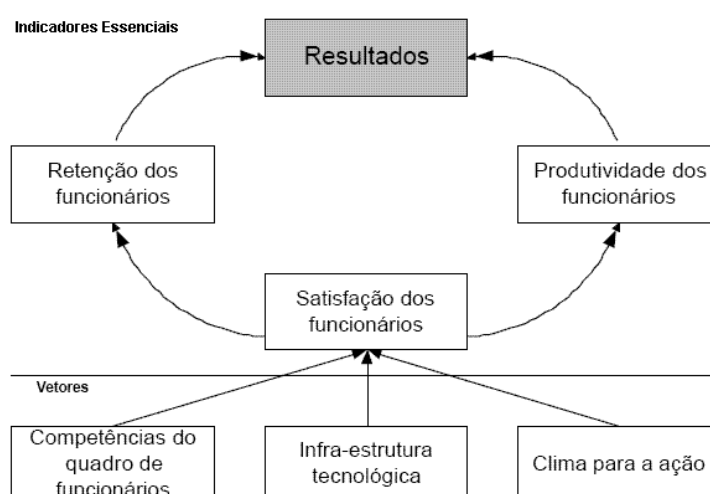 Indicadores Essenciais
Resultados
Retenção dos
funcionários
Produtividade dos
funcionários
Satisfação dos
funcionários
Vetores
Competências do
quadro de
funcionários
Infra-estrutura
tecnológica
Clima para a ação